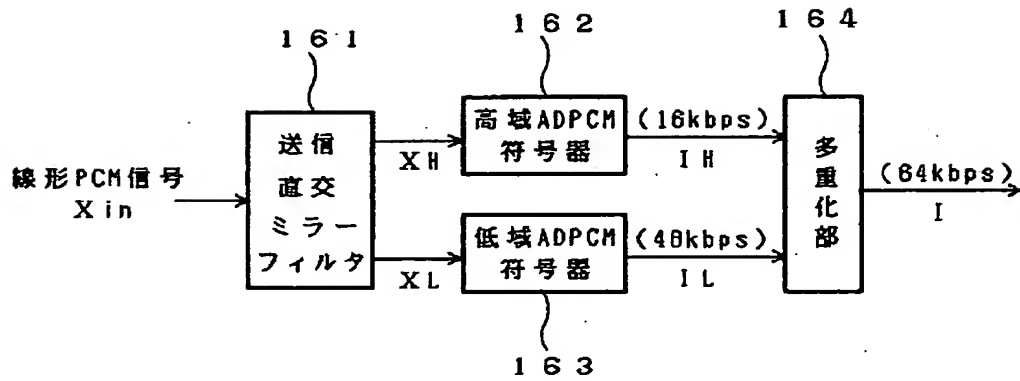 161
162
164
線形PCM信号
Xin
送信
直交
ミラー
フィルタ
XH
高域ADPCM
符号器
(16kbps)
IH
XL
低域ADPCM
符号器
(48kbps)
IL
多重化部
(64kbps)
I
163